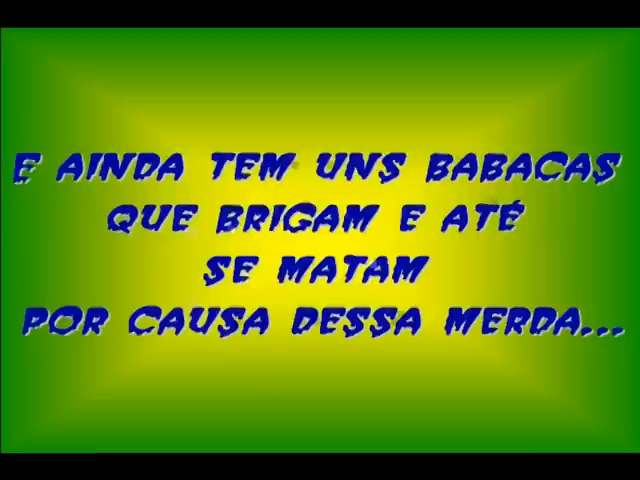 E AINDA TEM UNS BABACAS
QUE BRIGAM E ATÉ
SE MATAM
POR CAUSA DESSA MERDA...